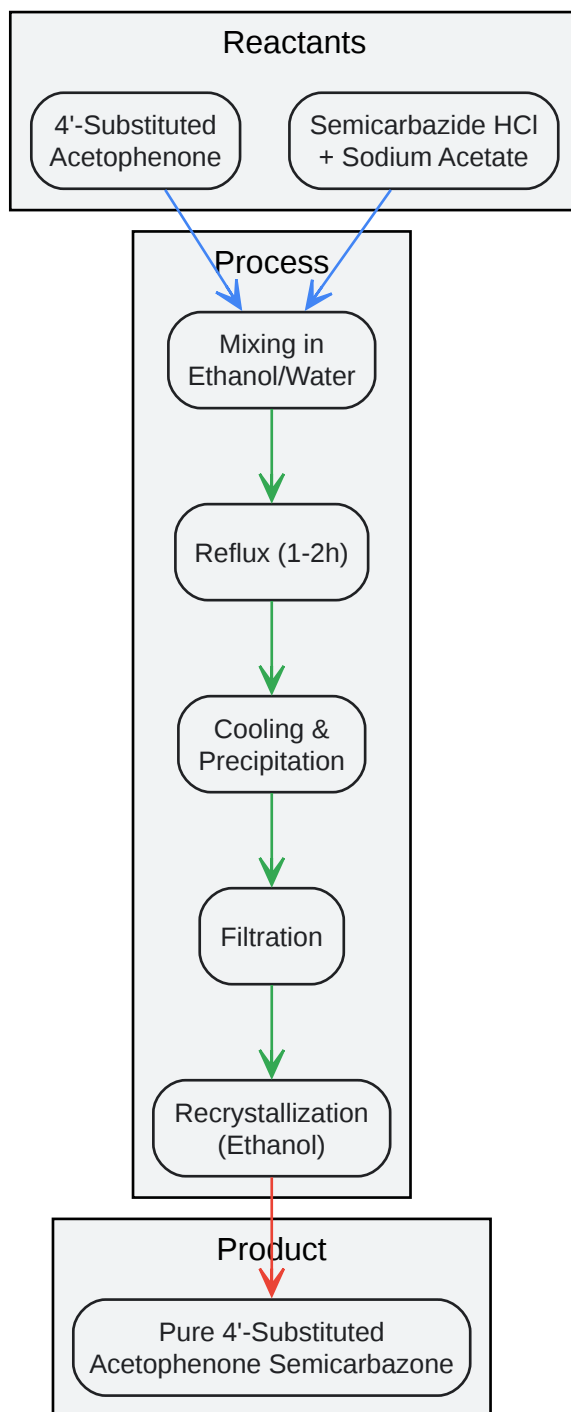 Reactants
4'-Substituted
Acetophenone
Semicarbazide HCl
+ Sodium Acetate
Process
Mixing in
Ethanol/Water
Reflux (1-2h)
Cooling &
Precipitation
Filtration
Recrystallization
(Ethanol)
Product
Pure 4'-Substituted
Acetophenone Semicarbazone